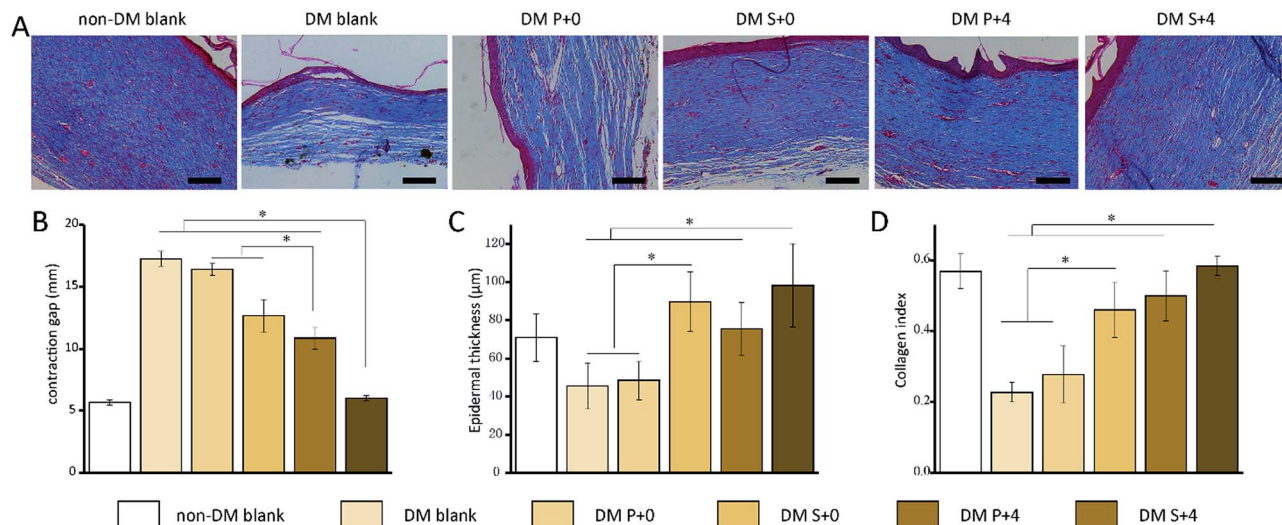 non-DM blank DM blank DM P+0 DM S+0 DM P+4 DM S+4
A
B
*
*
20
15
10
5
0
contraction gap (mm)
C
*
*
120
100
80
60
40
20
0
Epidermal thickness (μm)
D
*
*
0.6
0.4
0.2
0.0
Collagen index
non-DM blank DM blank DM P+0 DM S+0 DM P+4 DM S+4